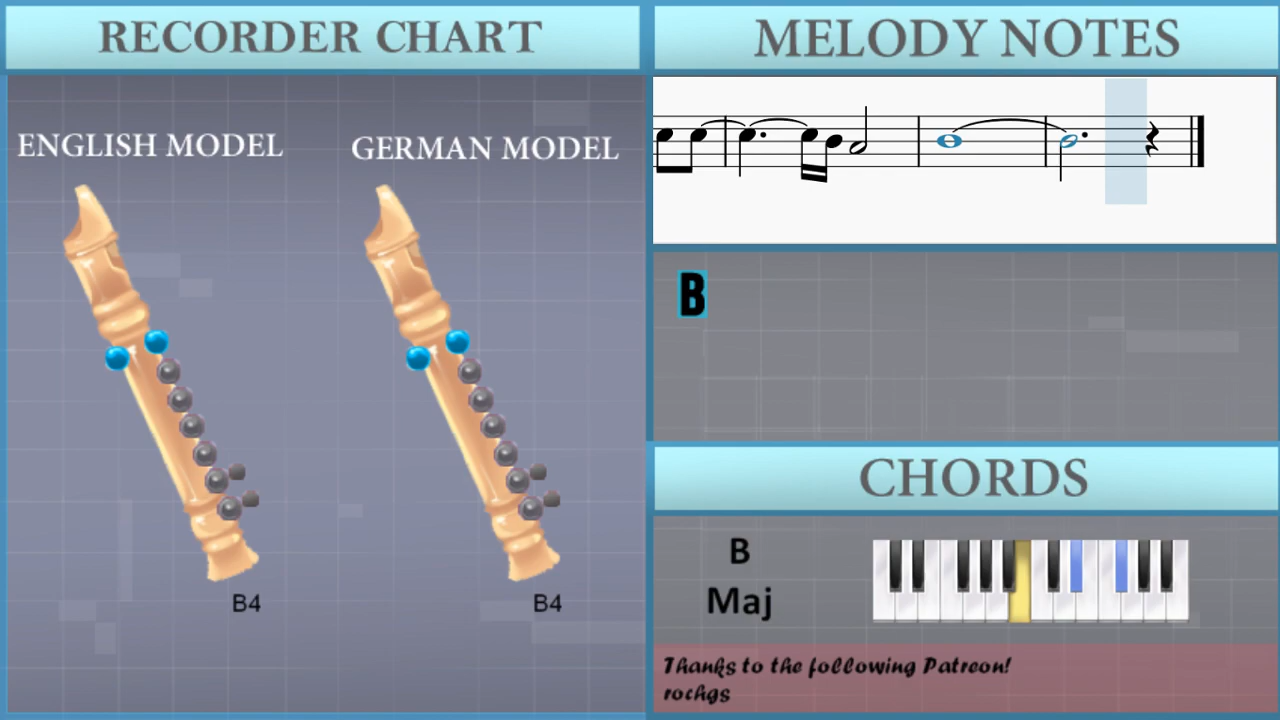 RECORDER CHART
ENGLISH MODEL
GERMAN MODEL
B4
B4
MELODY NOTES
B
CHORDS
B
Maj
Thanks to the following Patreon!
rochgs